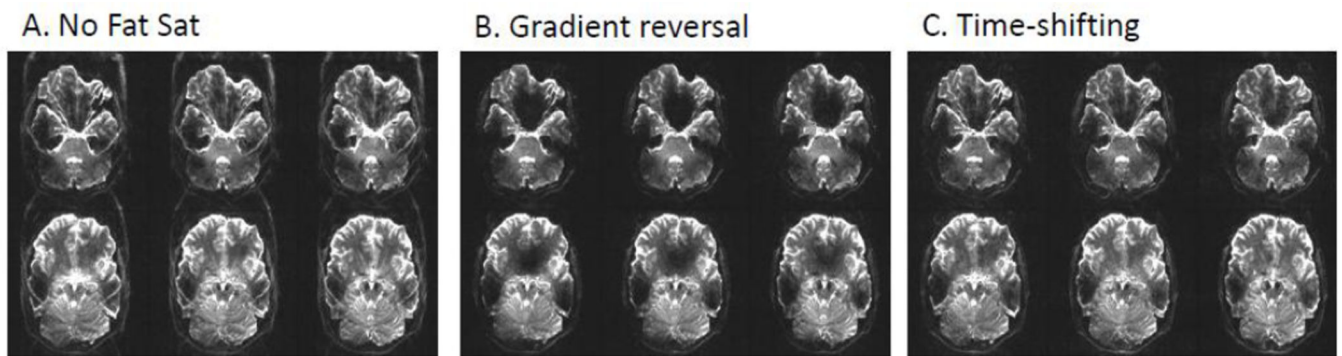 A. No Fat Sat
B. Gradient reversal
C. Time-shifting